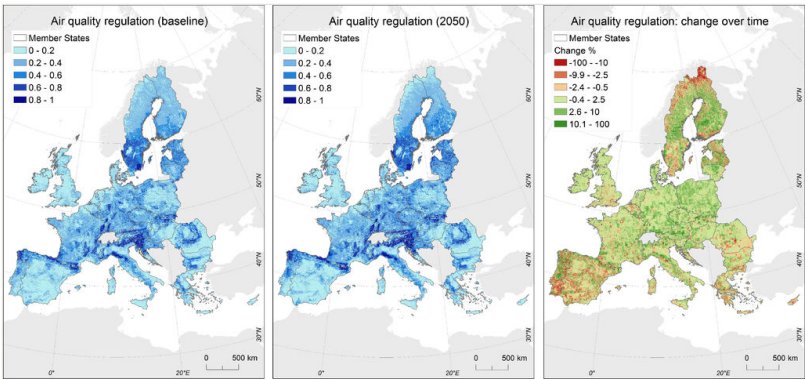 Air quality regulation (baseline)
Member States
0 - 0.2
0.2 - 0.4
0.4 - 0.6
0.6 - 0.8
0.8 - 1
60°N
50°N
40°N
30°N
0 500 km
0° 20°E
Air quality regulation (2050)
Member States
0 - 0.2
0.2 - 0.4
0.4 - 0.6
0.6 - 0.8
0.8 - 1
60°N
50°N
40°N
30°N
0 500 km
0° 20°E
Air quality regulation: change over time
Member States
Change %
-100 - -10
-9.9 - -2.5
-2.4 - -0.5
-0.4 - 2.5
2.6 - 10
10.1 - 100
60°N
50°N
40°N
30°N
0 500 km
0° 20°E